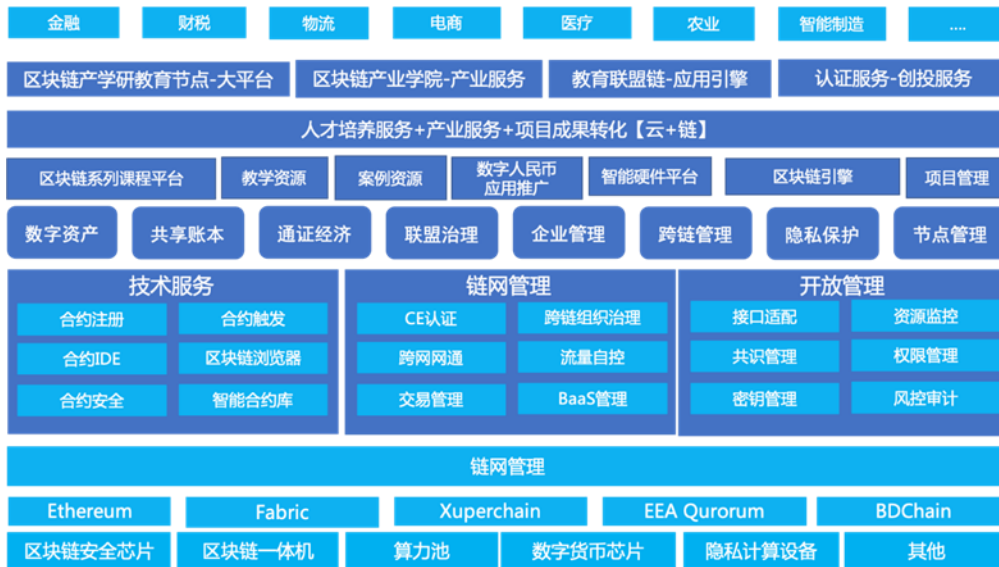 金融 财税 物流 电商 医疗 农业 智能制造 ....
区块链产学研教育节点-大平台 区块链产业学院-产业服务 教育联盟链-应用引擎 认证服务-创投服务
人才培养服务+产业服务+项目成果转化【云+链】
区块链系列课程平台 教学资源 案例资源 数字人民币 智能硬件平台 区块链引擎 项目管理
应用推广
数字资产 共享账本 通证经济 联盟治理 企业管理 跨链管理 隐私保护 节点管理
技术服务 链网管理 开放管理
合约注册 合约触发 CE认证 跨链组织治理 接口适配 资源监控
合约IDE 区块链浏览器 跨网网通 流量自控 共识管理 权限管理
合约安全 智能合约库 交易管理 BaaS管理 密钥管理 风控审计
链网管理
Ethereum Fabric Xuperchain EEA Qurorum BDChain
区块链安全芯片 区块链一体机 算力池 数字货币芯片 隐私计算设备 其他